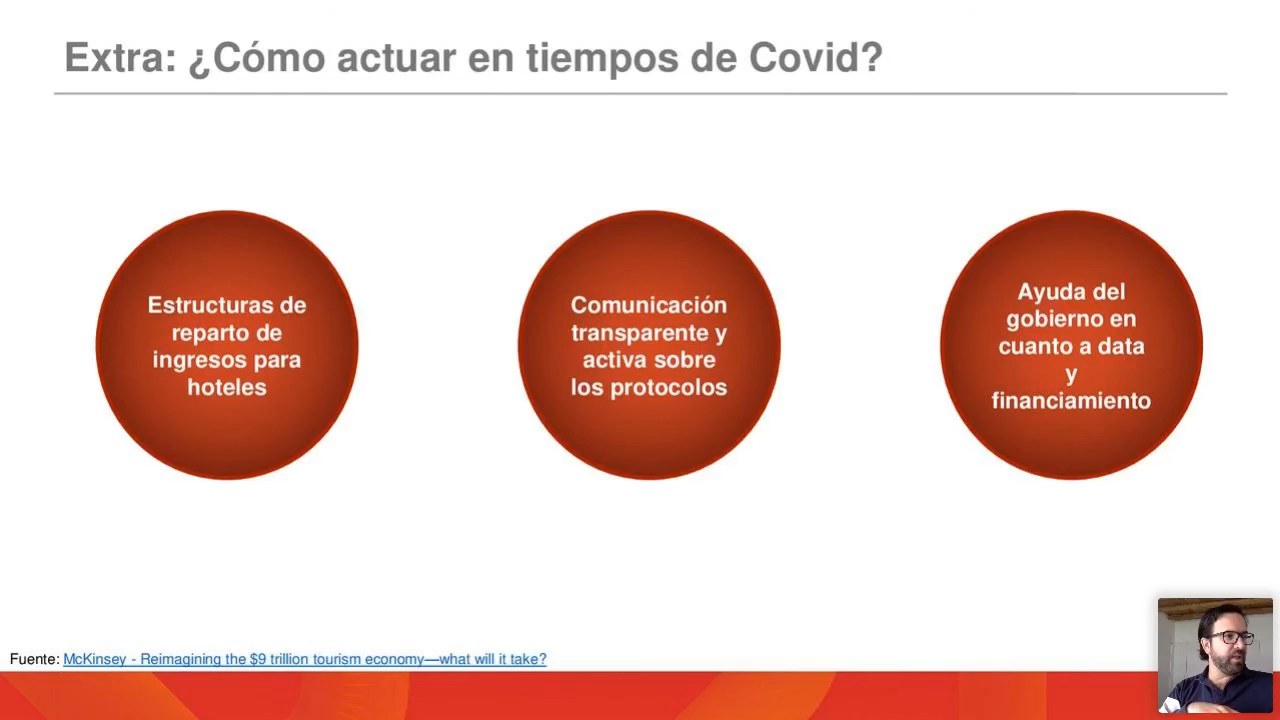 Extra: ¿Cómo actuar en tiempos de Covid?
Estructuras de
reparto de
ingresos para
hoteles
Comunicación
transparente y
activa sobre
los protocolos
Ayuda del
gobierno en
cuanto a data
y
financiamiento
Fuente: McKinsey - Reimagining the $9 trillion tourism economy—what will it take?